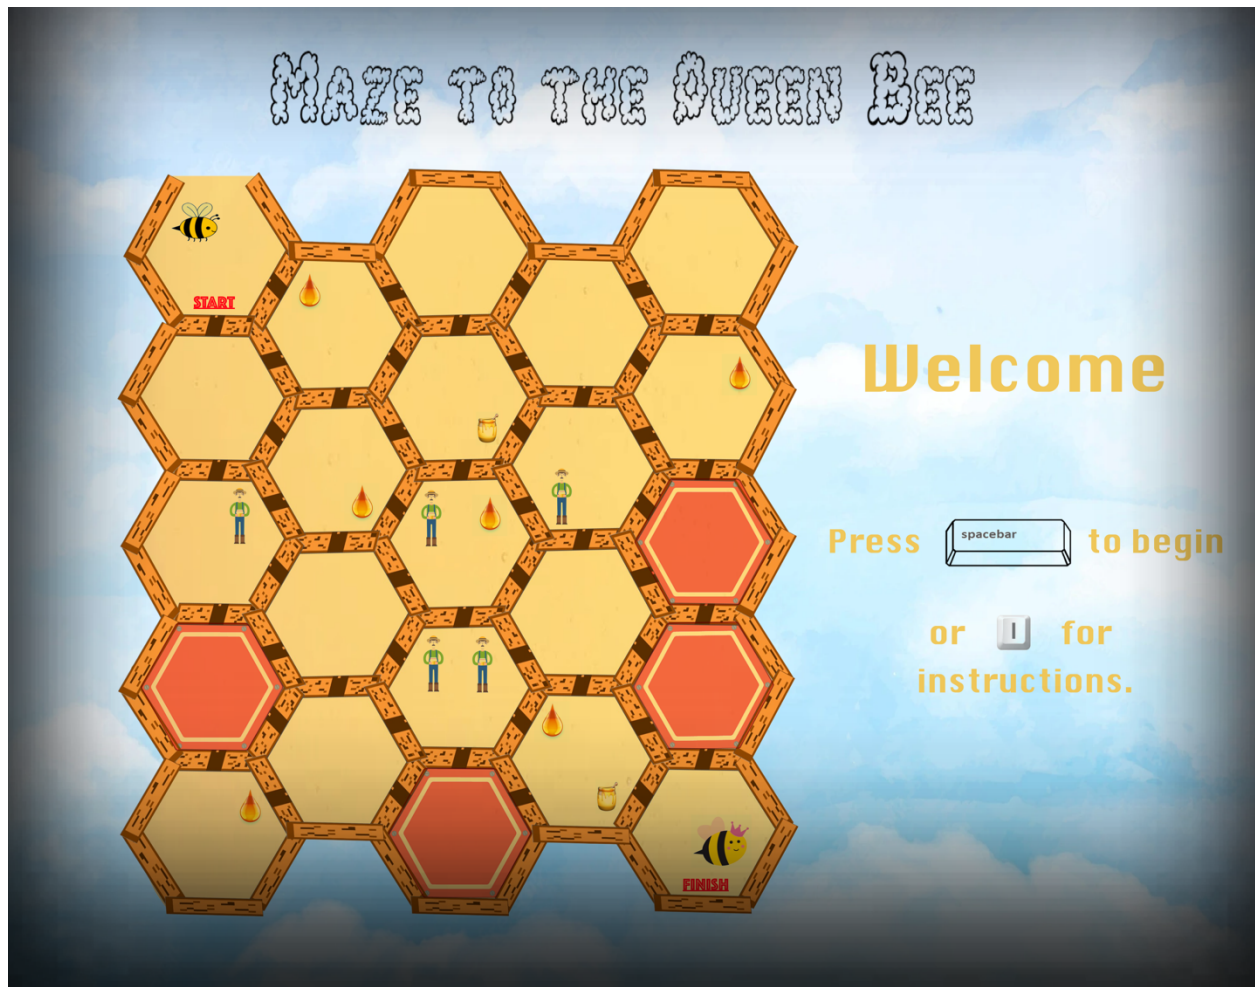 Maze to the Queen Bee
START
Welcome
Press spacebar to begin
or I for
instructions.
FINISH